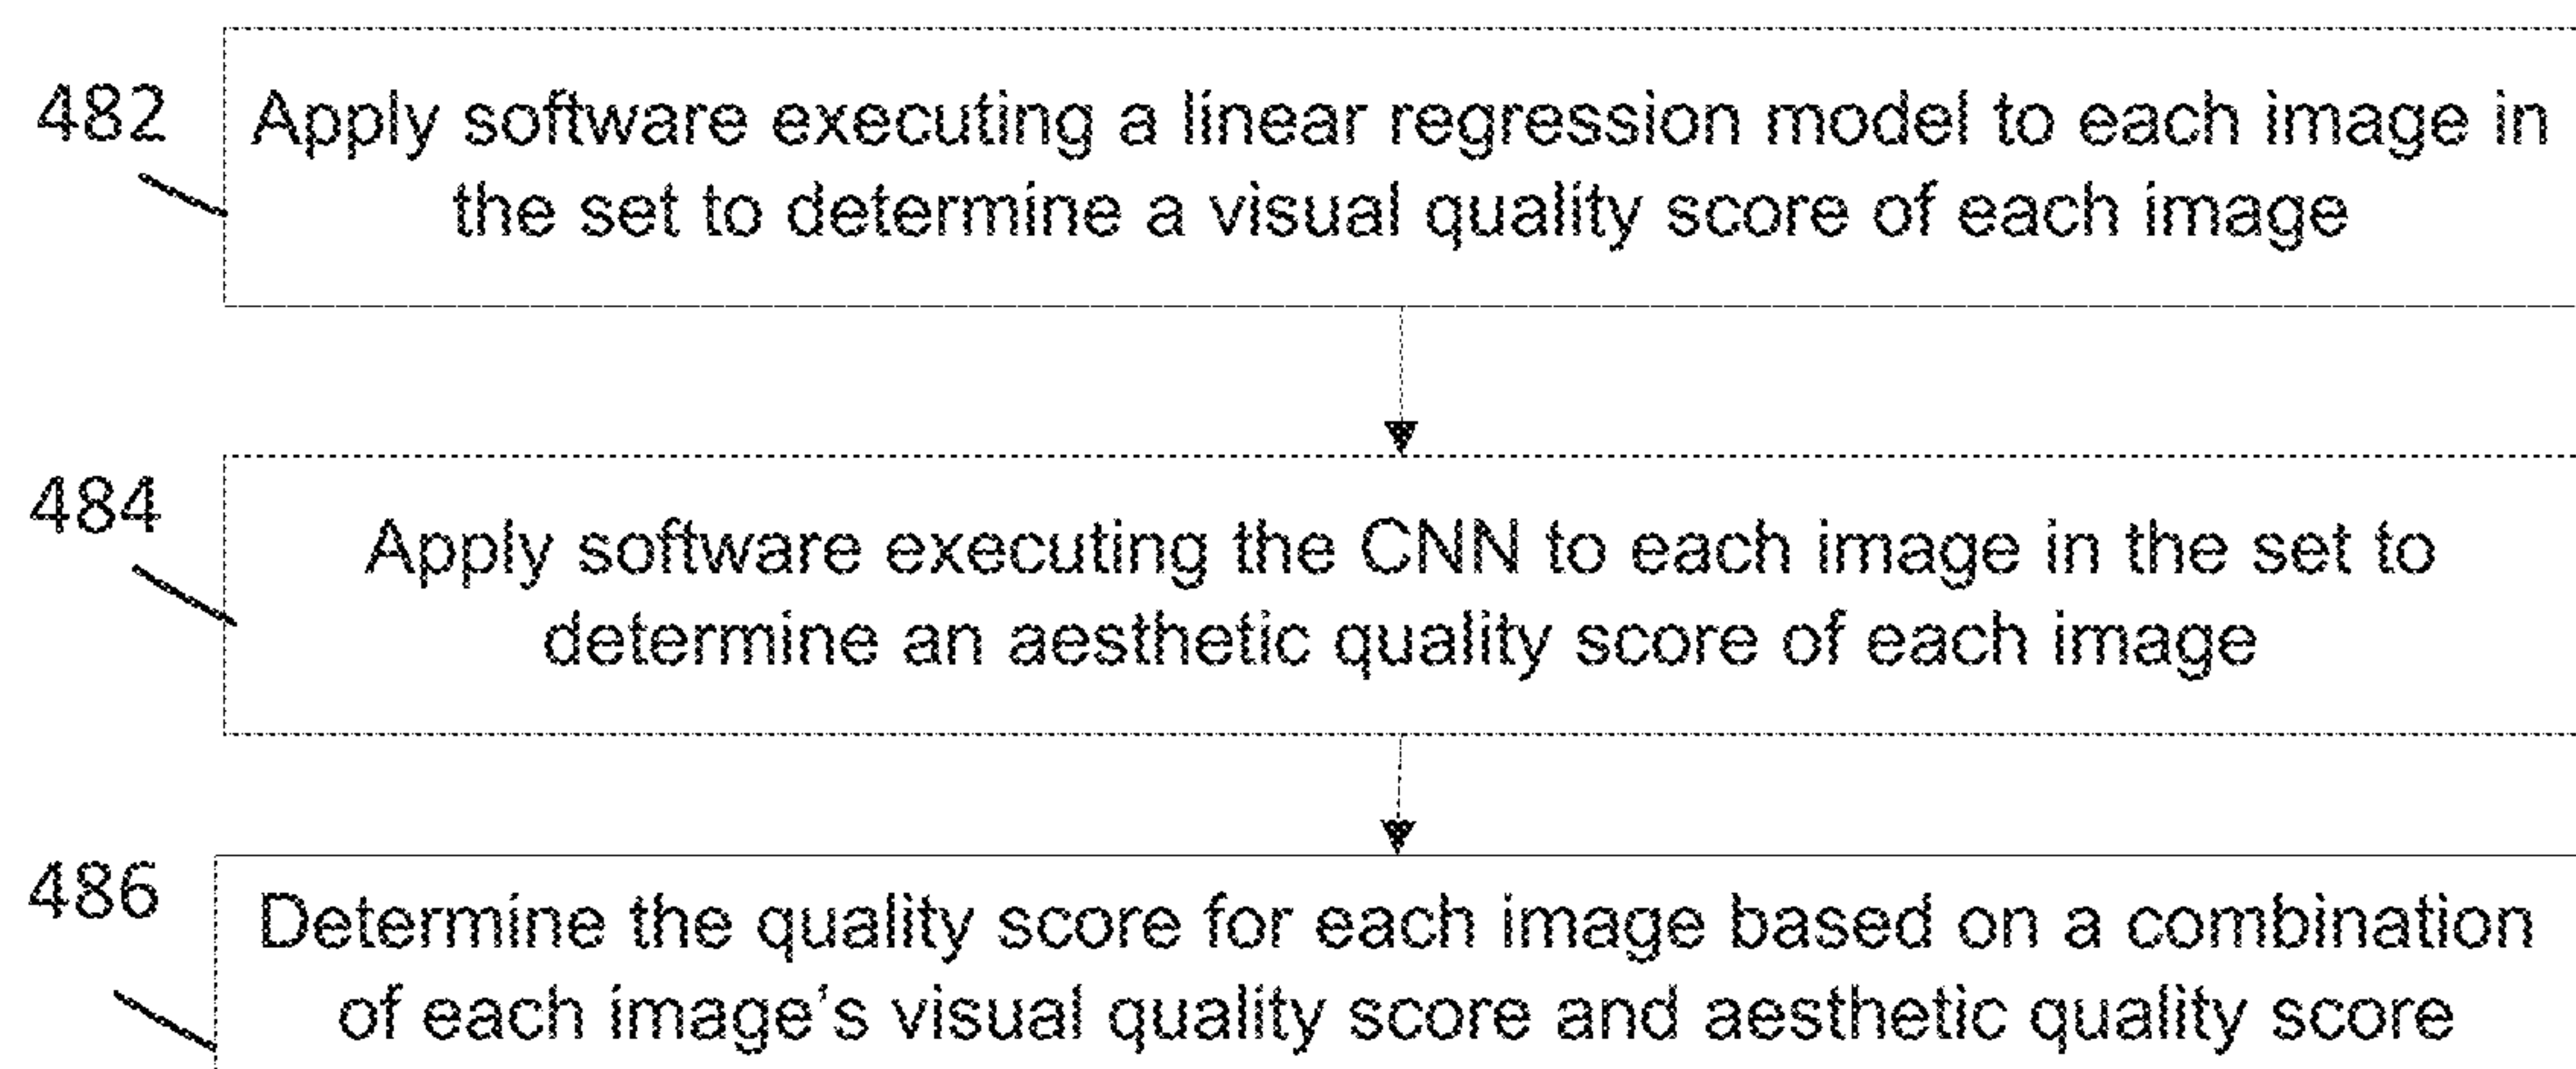 482
Apply software executing a linear regression model to each image in
the set to determine a visual quality score of each image
484
Apply software executing the CNN to each image in the set to
determine an aesthetic quality score of each image
486
Determine the quality score for each image based on a combination
of each image's visual quality score and aesthetic quality score